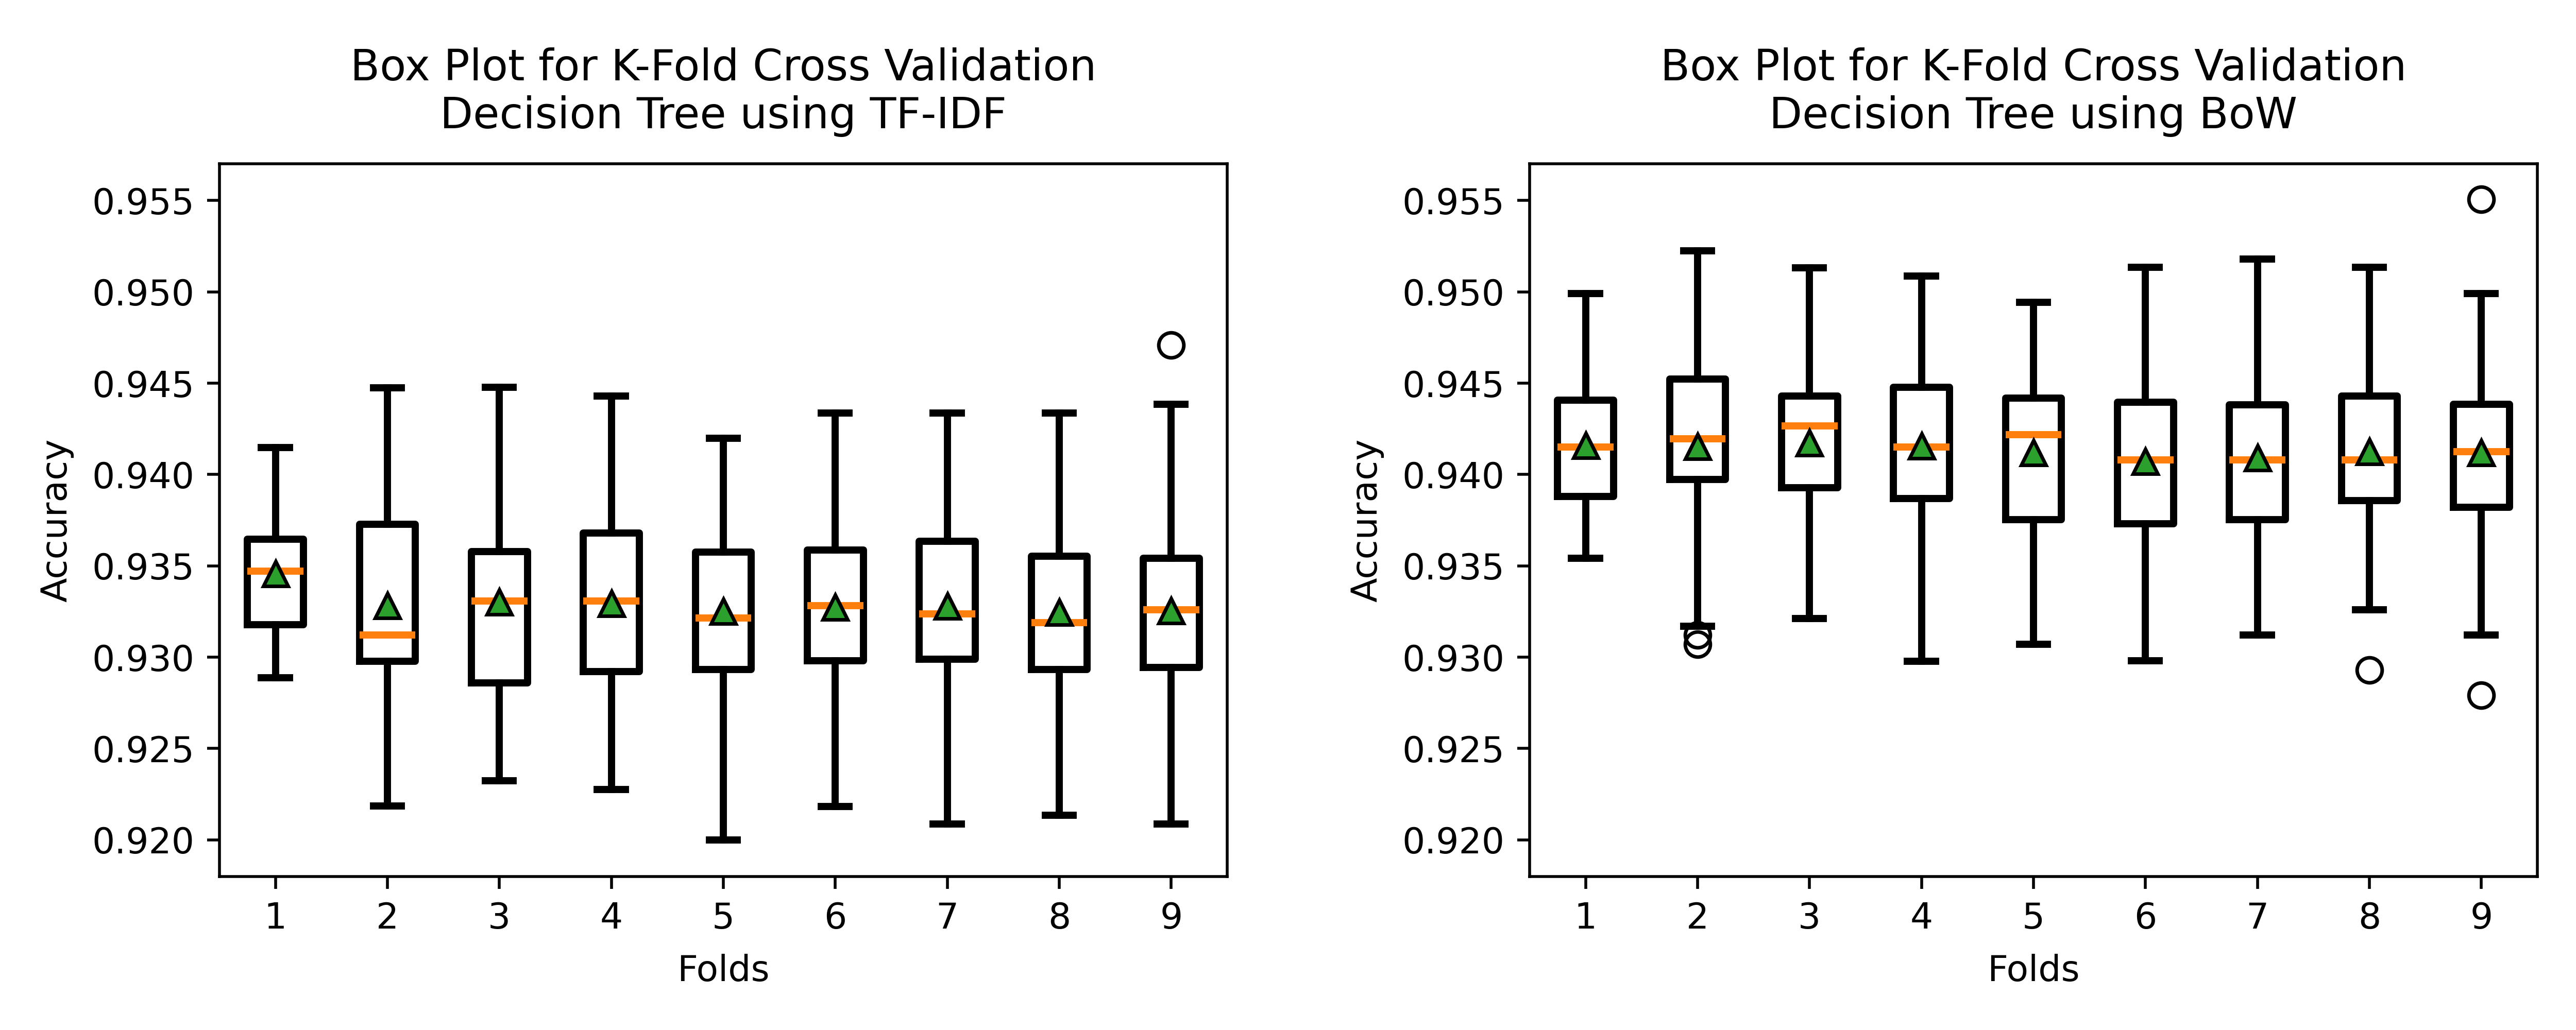 Box Plot for K-Fold Cross Validation
Decision Tree using TF-IDF
0.955
0.950
0.945
0.940
0.935
0.930
0.925
0.920
Accuracy
1 2 3 4 5 6 7 8 9
Folds
Box Plot for K-Fold Cross Validation
Decision Tree using BoW
0.955
0.950
0.945
0.940
0.935
0.930
0.925
0.920
Accuracy
1 2 3 4 5 6 7 8 9
Folds